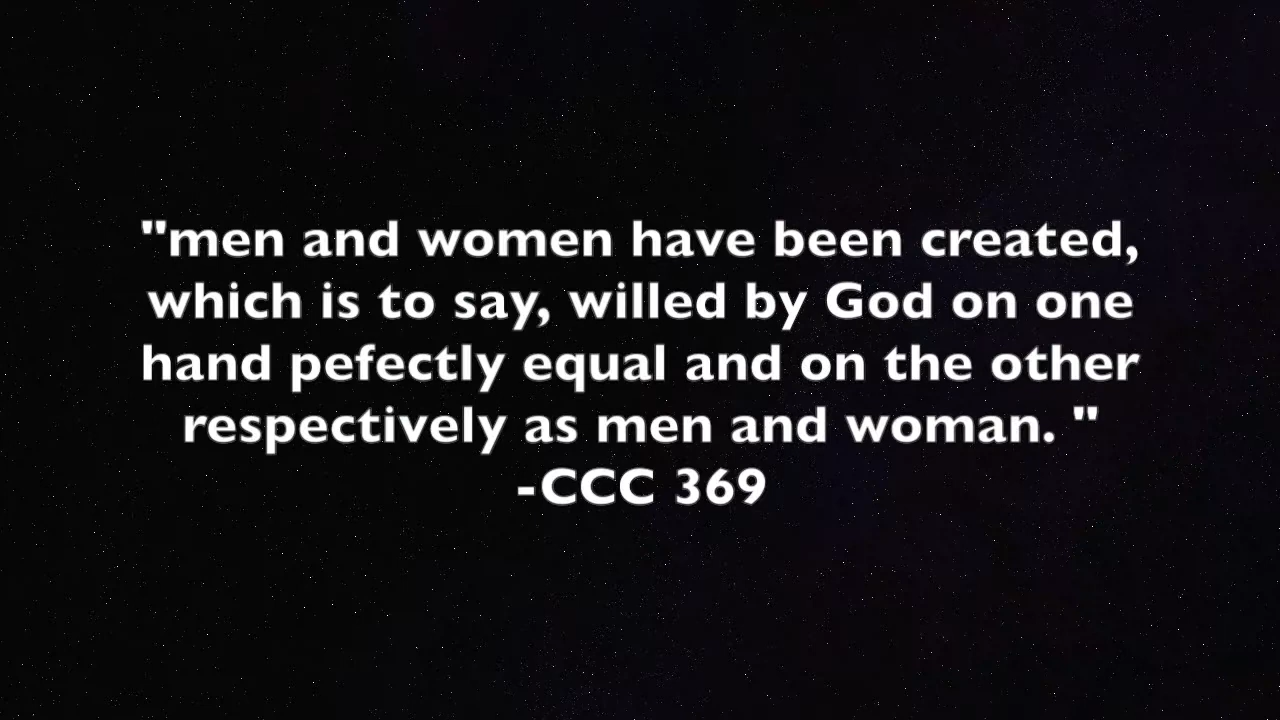 "men and women have been created,
which is to say, willed by God on one
hand pefectly equal and on the other
respectively as men and woman. "
-CCC 369